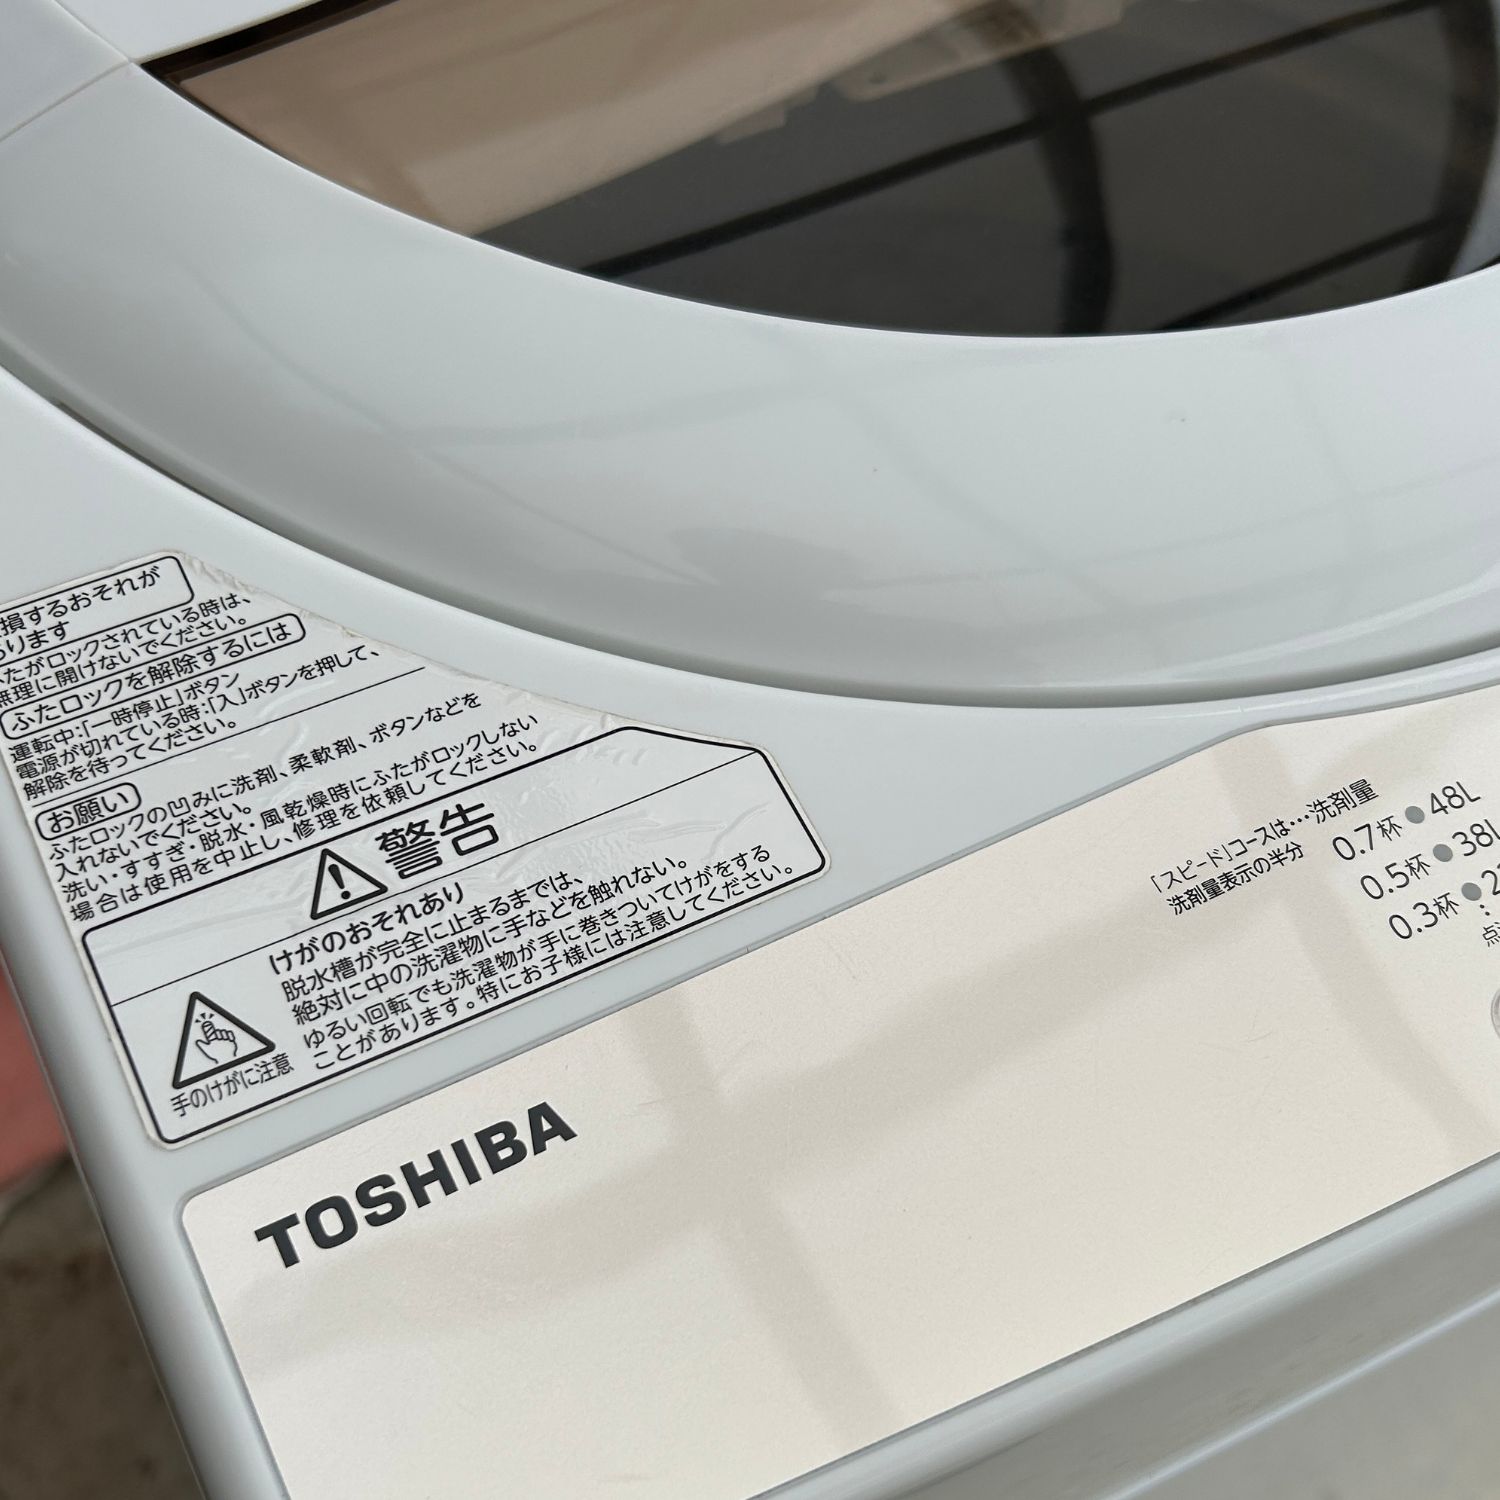 損するおそれが
ります
たがロックされている時は、
無理に開けないでください。
ふたロックを解除するには
運転中:「一時停止」ボタン
電源が切れている時:「入」ボタンを押して、
解除を待ってください。
お願い
ふたロックの凹みに洗剤、柔軟剤、ボタンなどを
入れないでください。
洗い・すすぎ・脱水・風乾燥時にふたがロックしない
場合は使用を中止し、修理を依頼してください。
警告
けがのおそれあり
脱水槽が完全に止まるまでは、
絶対に中の洗濯物に手などを触れない。
ゆるい回転でも洗濯物が手に巻きついてけがをする
ことがあります。特にお子様には注意してください。
手のけがに注意
TOSHIBA
「スピード」コースは…洗剤量
洗剤量表示の半分
0.7杯 48L
0.5杯 38L
0.3杯